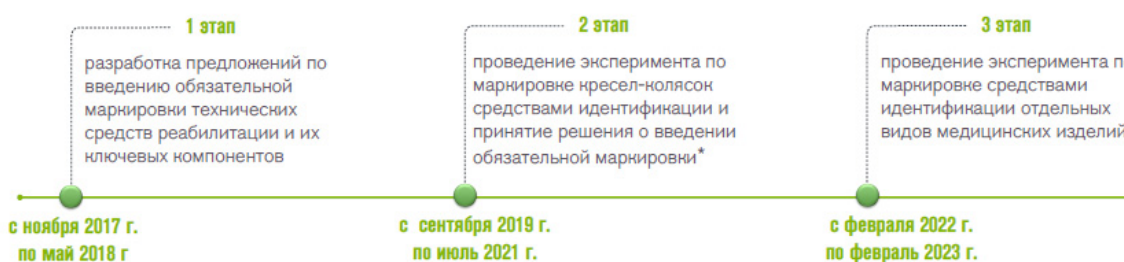 1 этап
разработка предложений по
введению обязательной
маркировки технических
средств реабилитации и их
ключевых компонентов
с ноября 2017 г.
по май 2018 г
2 этап
проведение эксперимента по
маркировке кресел-колясок
средствами идентификации и
принятие решения о введении
обязательной маркировки*
с сентября 2019 г.
по июль 2021 г.
3 этап
проведение эксперимента п
маркировке средствами
идентификации отдельных
видов медицинских изделий
с февраля 2022 г.
по февраль 2023 г.